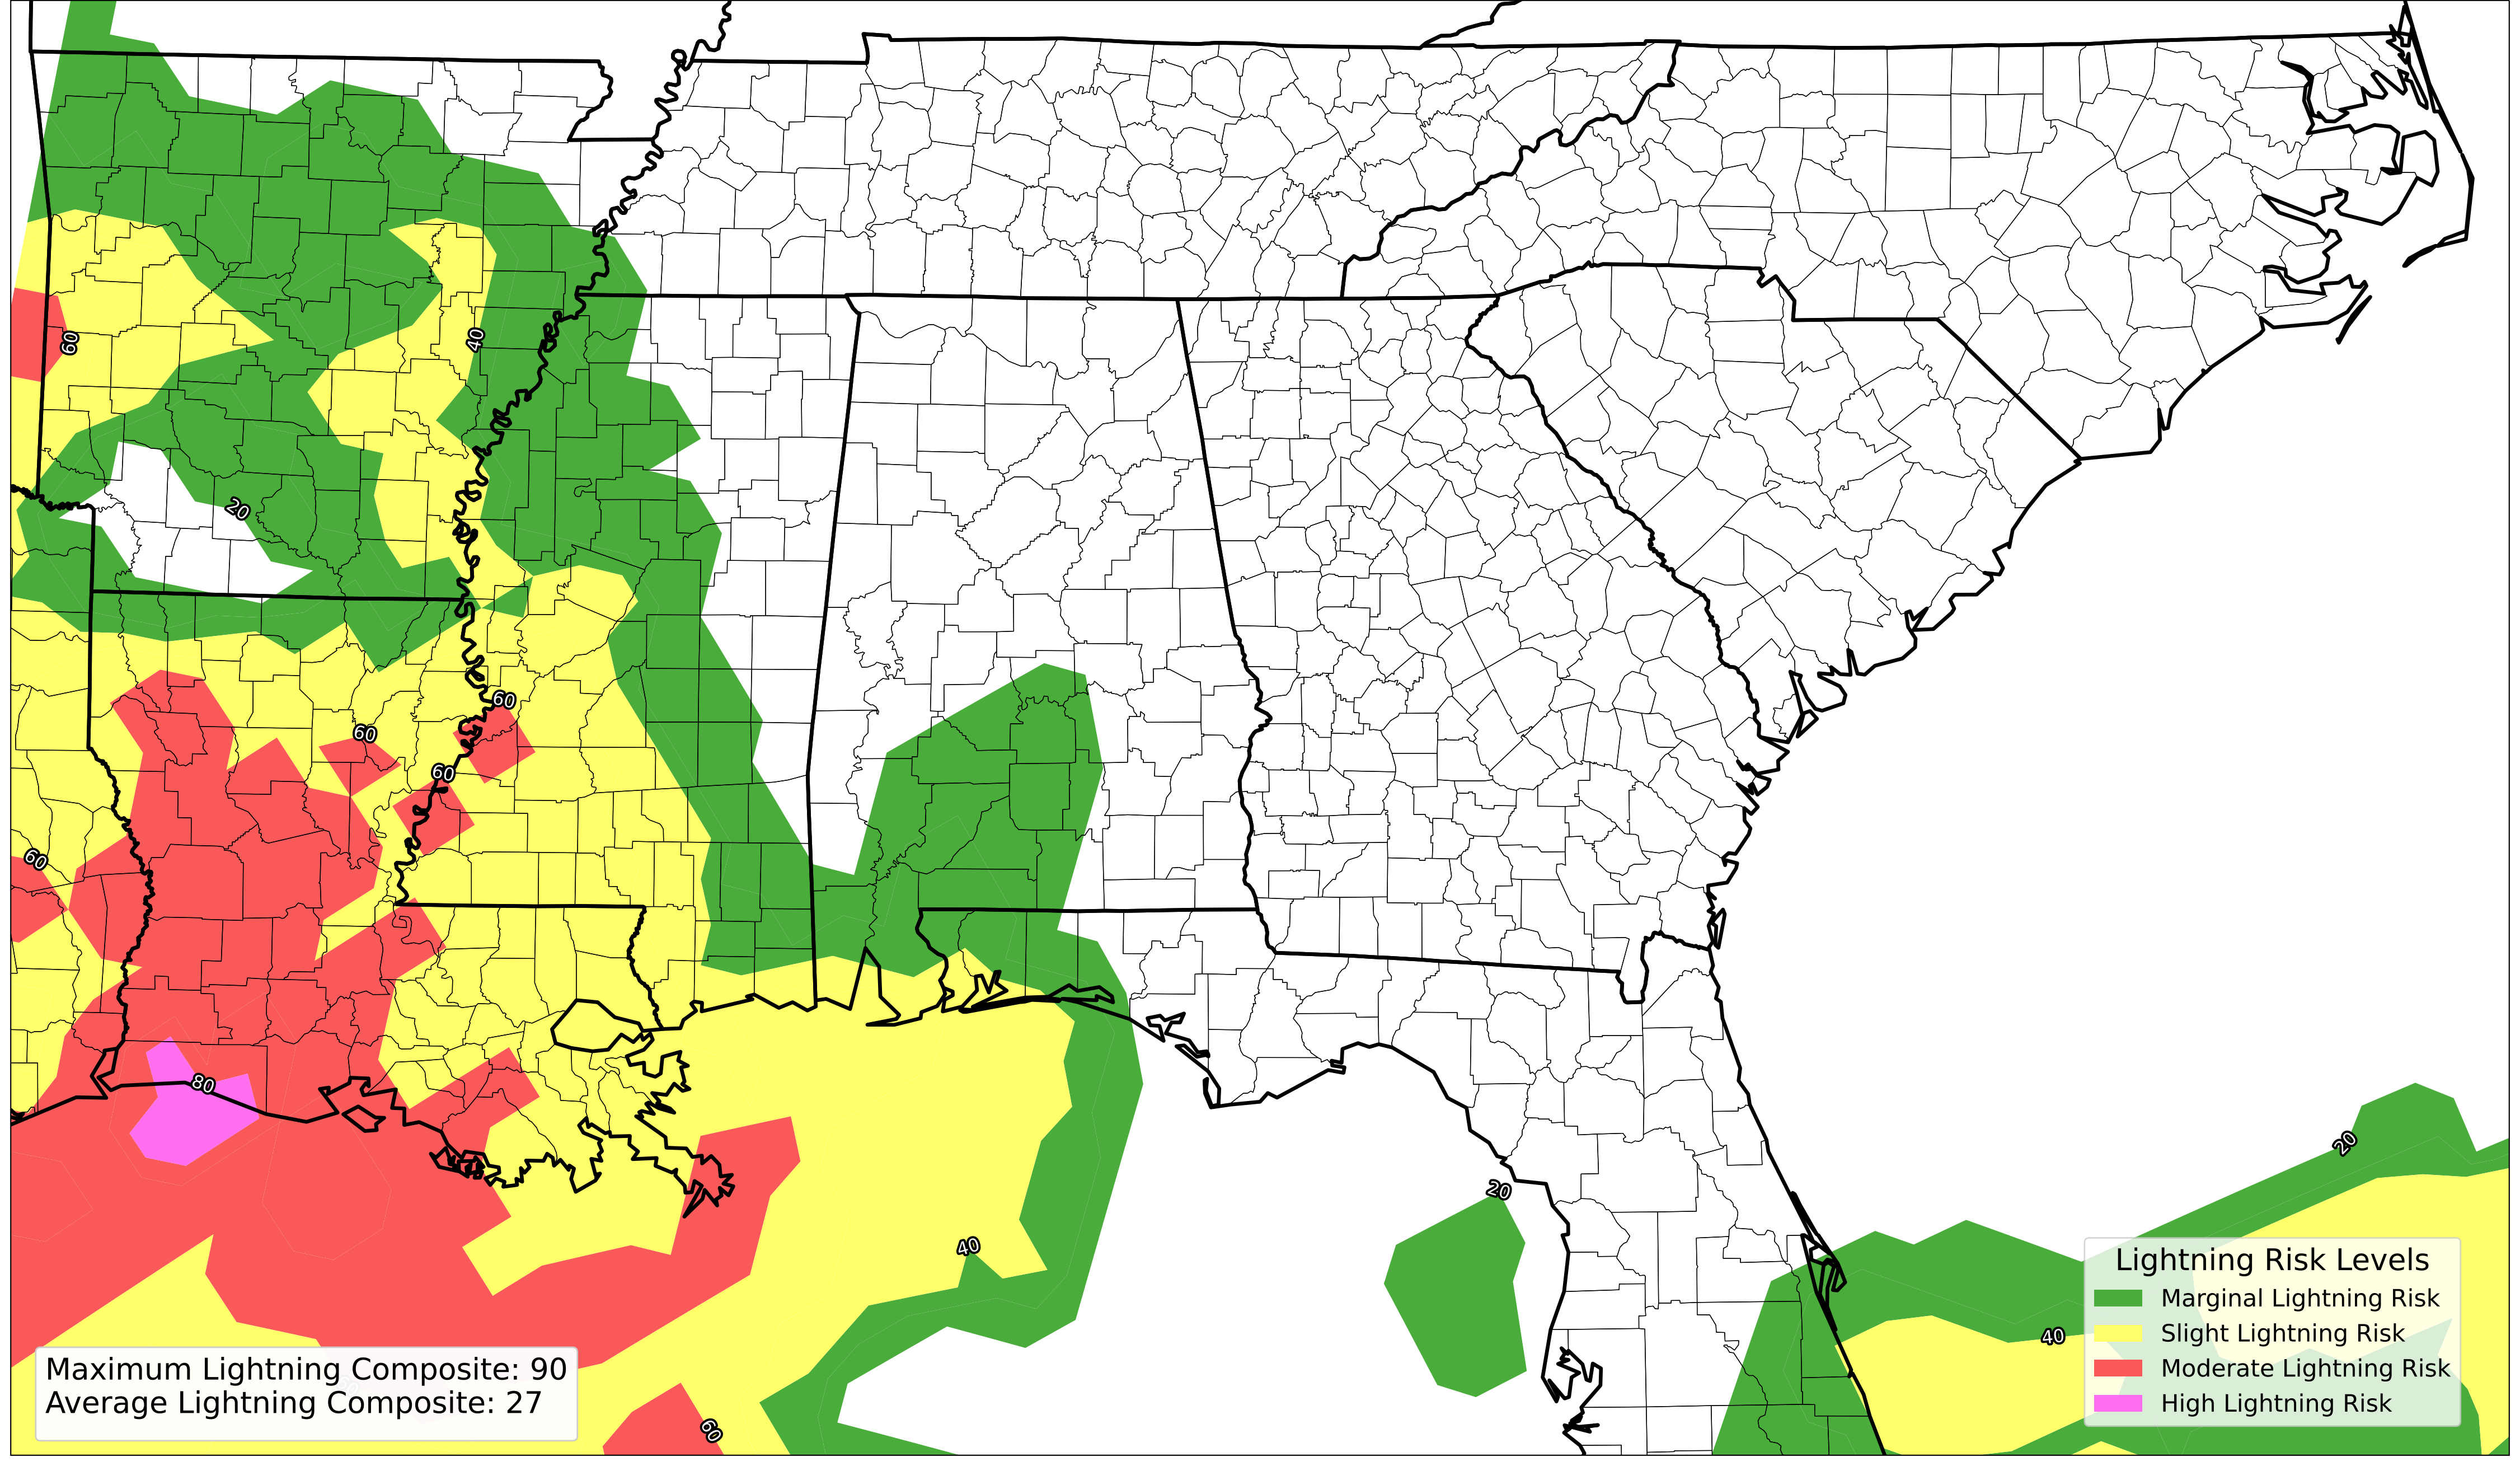 60
40
20
60
60
60
60
80
20
40
20
40
60
Maximum Lightning Composite: 90
Average Lightning Composite: 27
Lightning Risk Levels
Marginal Lightning Risk
Slight Lightning Risk
Moderate Lightning Risk
High Lightning Risk